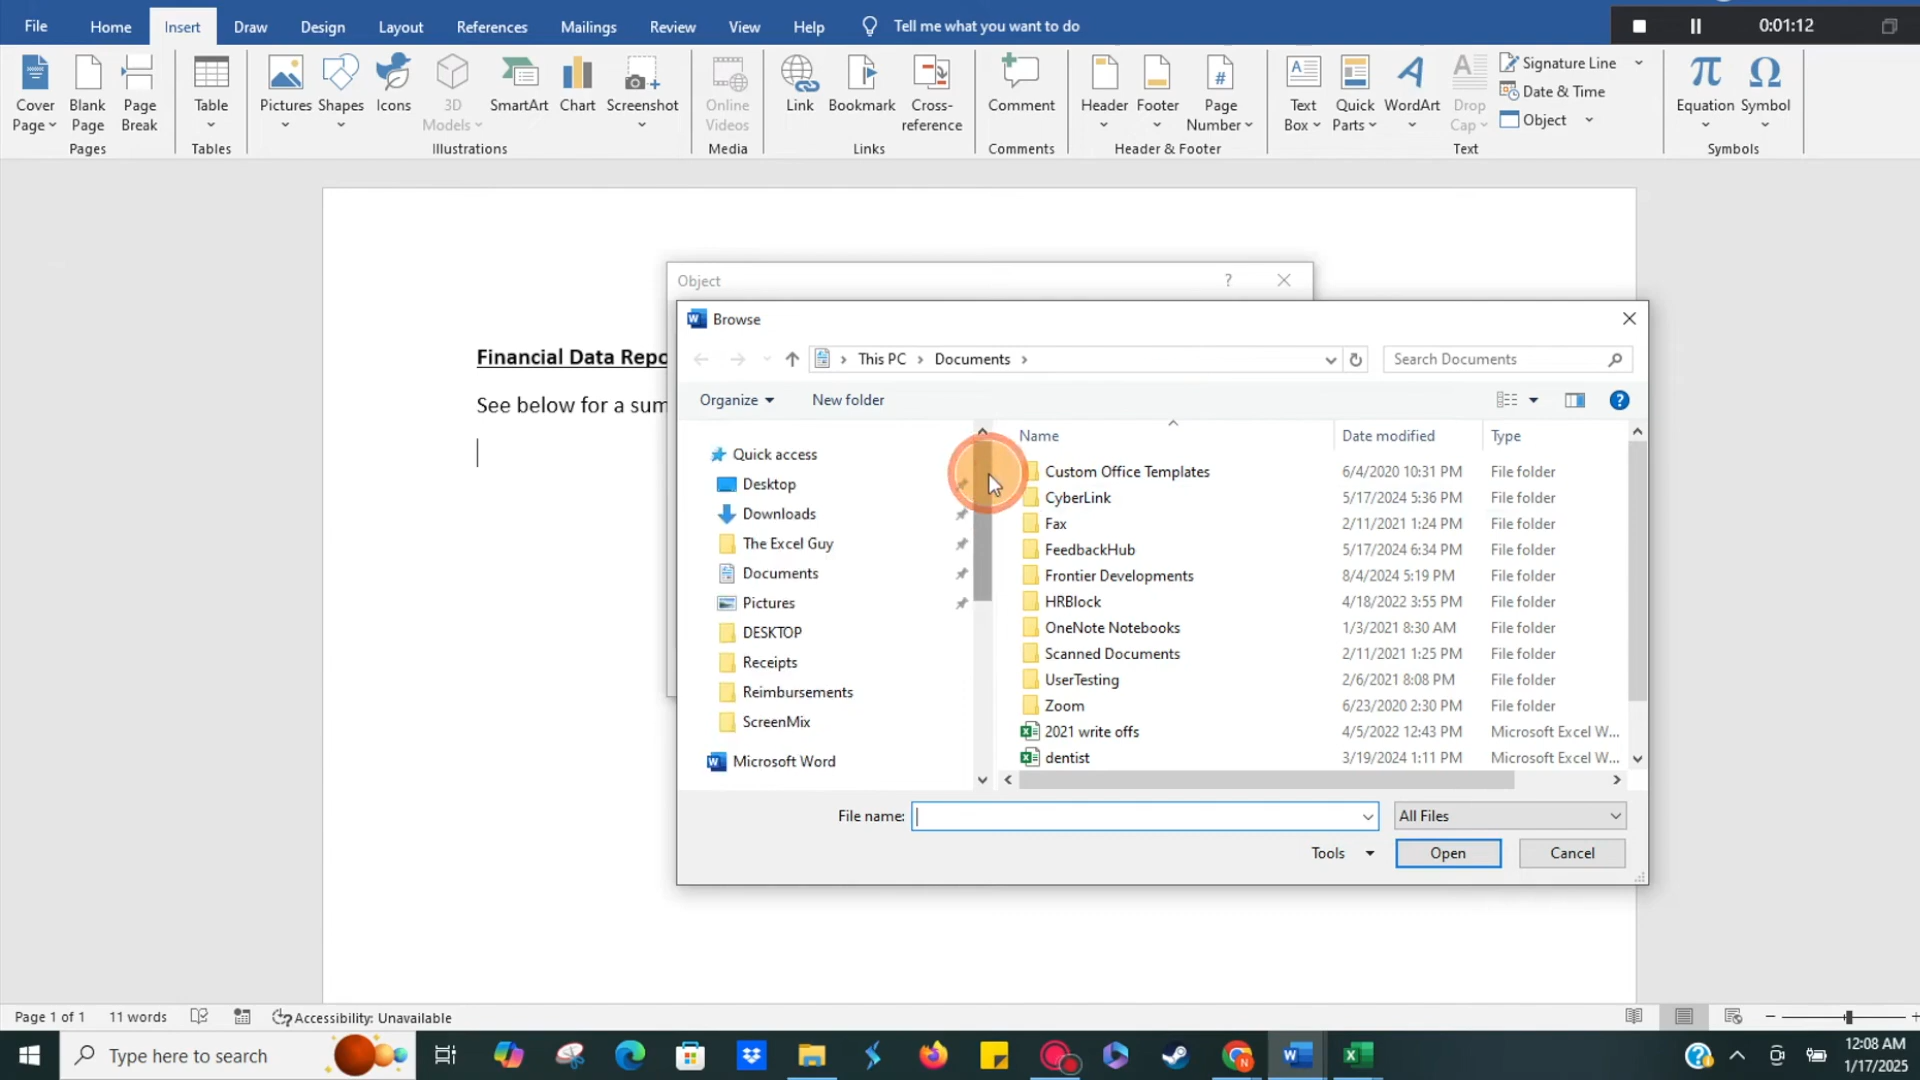 File Home Insert Draw Design Layout References Mailings Review View Help Tell me what you want to do 0:01:12
Cover Page
Blank Page
Page Break
Pages
Table
Tables
Pictures
Shapes
Icons
3D Models
SmartArt
Chart
Screenshot
Illustrations
Online Videos
Media
Link
Bookmark
Cross-reference
Links
Comment
Comments
Header
Footer
Page Number
Header & Footer
Text Box
Quick Parts
WordArt
Drop Cap
Signature Line
Date & Time
Object
Text
Equation
Symbol
Symbols
Financial Data Repo
See below for a sum
Object
Browse
This PC Documents Search Documents
Organize New folder
Quick access
Desktop
Downloads
The Excel Guy
Documents
Pictures
DESKTOP
Receipts
Reimbursements
ScreenMix
Microsoft Word
Name Date modified Type
Custom Office Templates 6/4/2020 10:31 PM File folder
CyberLink 5/17/2024 5:36 PM File folder
Fax 2/11/2021 1:24 PM File folder
FeedbackHub 5/17/2024 6:34 PM File folder
Frontier Developments 8/4/2024 5:19 PM File folder
HRBlock 4/18/2022 3:55 PM File folder
OneNote Notebooks 1/3/2021 8:30 AM File folder
Scanned Documents 2/11/2021 1:25 PM File folder
UserTesting 2/6/2021 8:08 PM File folder
Zoom 6/23/2020 2:30 PM File folder
2021 write offs 4/5/2022 12:43 PM Microsoft Excel W...
dentist 3/19/2024 1:11 PM Microsoft Excel W...
File name: All Files
Tools Open Cancel
Page 1 of 1 11 words Accessibility: Unavailable
Type here to search
12:08 AM
1/17/2025